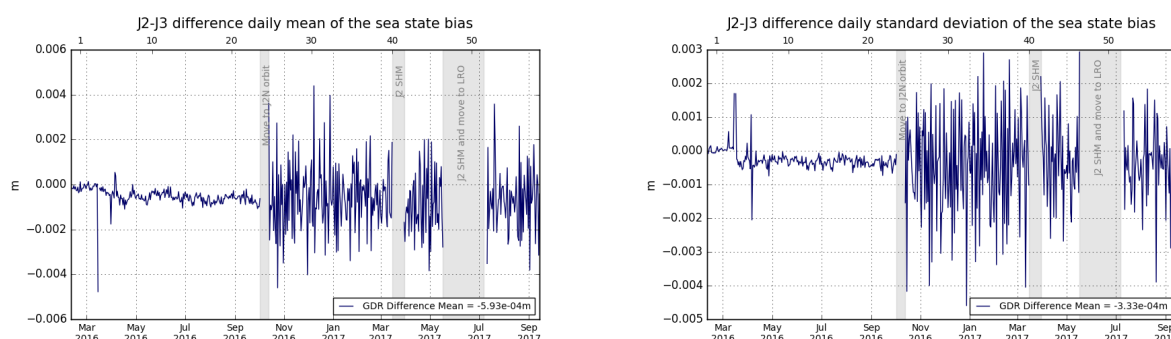 J2-J3 difference daily mean of the sea state bias
1 10 20 30 40 50
0.006
0.004
0.002
0.000
−0.002
−0.004
−0.006
m
Move to J2N orbit
J2 SHM
J2 SHM and move to LRO
GDR Difference Mean = -5.93e-04m
Mar May Jul Sep Nov Jan Mar May Jul Sep
2016 2016 2016 2016 2016 2017 2017 2017 2017 2017
J2-J3 difference daily standard deviation of the sea state bias
1 10 20 30 40 50
0.003
0.002
0.001
0.000
−0.001
−0.002
−0.003
−0.004
−0.005
m
Move to J2N orbit
J2 SHM
J2 SHM and move to LRO
GDR Difference Mean = -3.33e-04m
Mar May Jul Sep Nov Jan Mar May Jul
2016 2016 2016 2016 2016 2017 2017 2017 2017